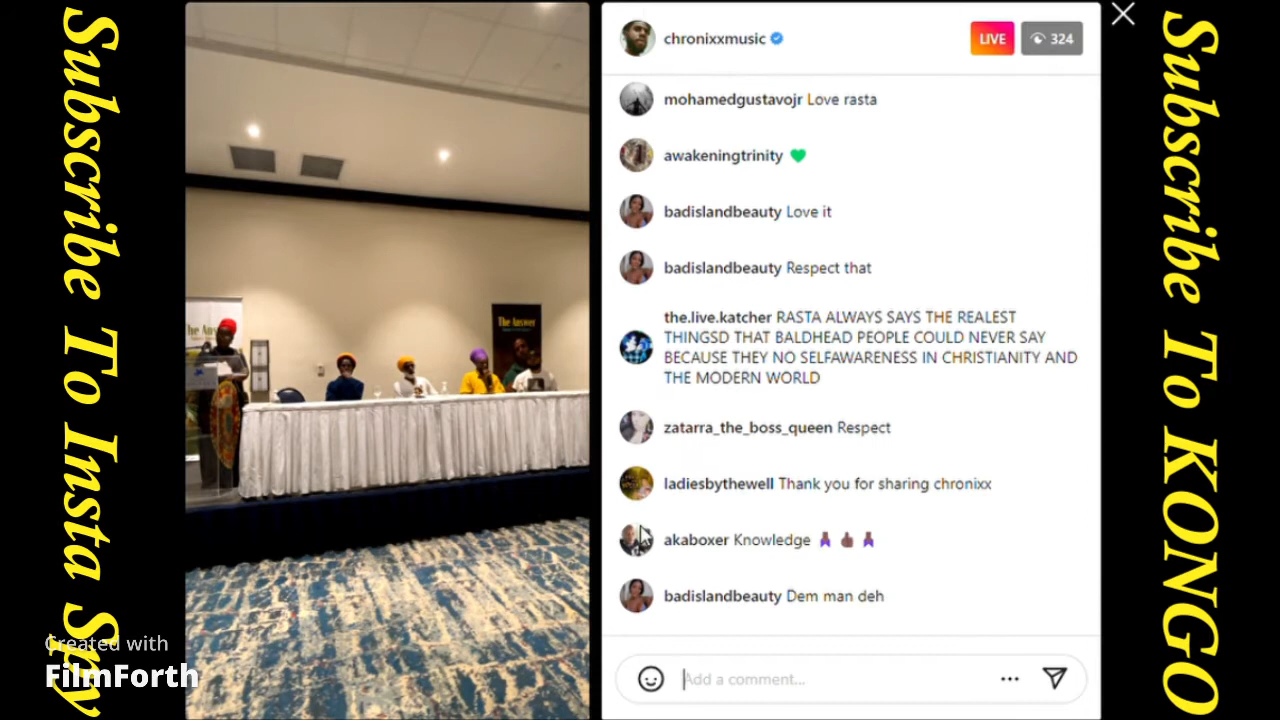 Subscribe To Insta Spy
The Answer
The Answer
Created with
FilmForth
chronixxmusic
LIVE
324
mohamedgustavojr Love rasta
awakeningtrinity 💚
badislandbeauty Love it
badislandbeauty Respect that
the.live.katcher RASTA ALWAYS SAYS THE REALEST
THINGSD THAT BALDHEAD PEOPLE COULD NEVER SAY
BECAUSE THEY NO SELFAWARENESS IN CHRISTIANITY AND
THE MODERN WORLD
zatarra_the_boss_queen Respect
ladiesbythewell Thank you for sharing chronixx
akaboxer Knowledge
badislandbeauty Dem man deh
Add a comment...
Subscribe To KONGO